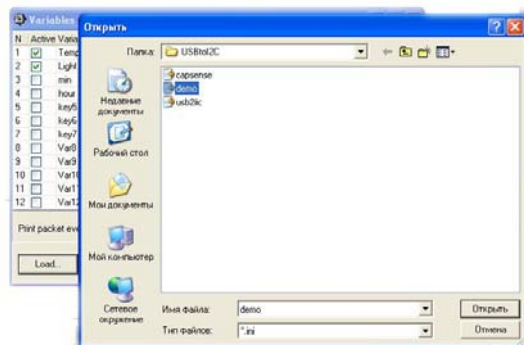 Variables
N Active Varia
1 Temp
2 Light
3 min
4 hour
5 key5
6 key6
7 key7
8 Var8
9 Var9
10 Var10
11 Var11
12 Var12
Print packet eve
Load...
Открыть
Папка: USBtoI2C
capsense
demo
usb2iic
Недавние документы
Рабочий стол
Мои документы
Мой компьютер
Сетевое окружение
Имя файла: demo
Открыть
Тип файлов: *.ini
Отмена